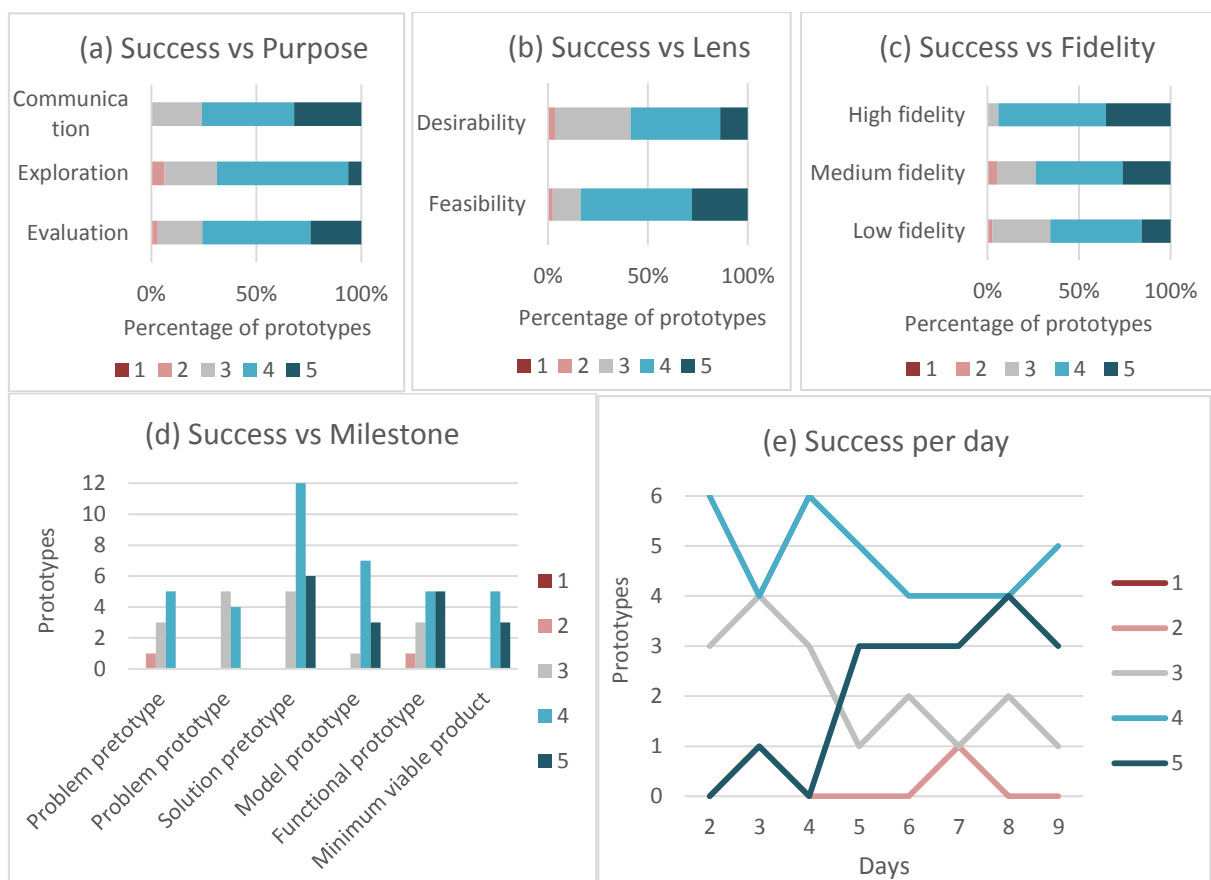 (a) Success vs Purpose
Communica
tion
Exploration
Evaluation
0% 50% 100%
Percentage of prototypes
1 2 3 4 5
(b) Success vs Lens
Desirability
Feasibility
0% 50% 100%
Percentage of prototypes
1 2 3 4 5
(c) Success vs Fidelity
High fidelity
Medium fidelity
Low fidelity
0% 50% 100%
Percentage of prototypes
1 2 3 4 5
(d) Success vs Milestone
Prototypes
12
10
8
6
4
2
0
Problem pretotype
Problem prototype
Solution pretotype
Model prototype
Functional prototype
Minimum viable product
1
2
3
4
5
(e) Success per day
Prototypes
6
5
4
3
2
1
0
2 3 4 5 6 7 8 9
Days
1
2
3
4
5